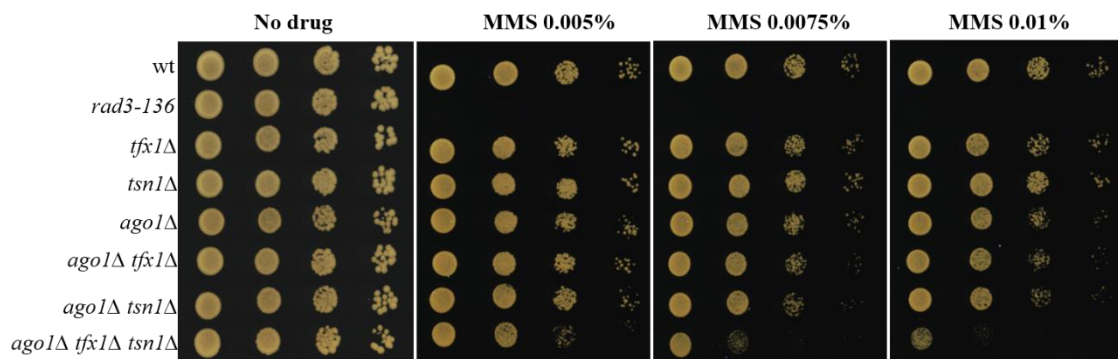 No drug MMS 0.005% MMS 0.0075% MMS 0.01%
wt
rad3-136
tfx1Δ
tsn1Δ
ago1Δ
ago1Δ tfx1Δ
ago1Δ tsn1Δ
ago1Δ tfx1Δ tsn1Δ